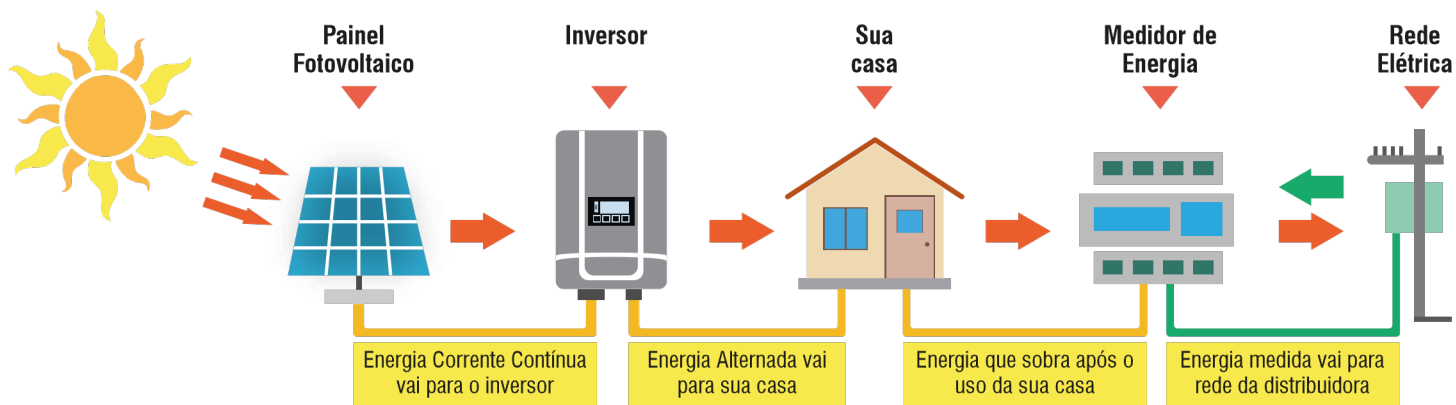 Painel
Fotovoltaico
Inversor
Sua
casa
Medidor de
Energia
Rede
Elétrica
Energia Corrente Contínua
vai para o inversor
Energia Alternada vai
para sua casa
Energia que sobra após o
uso da sua casa
Energia medida vai para
rede da distribuidora